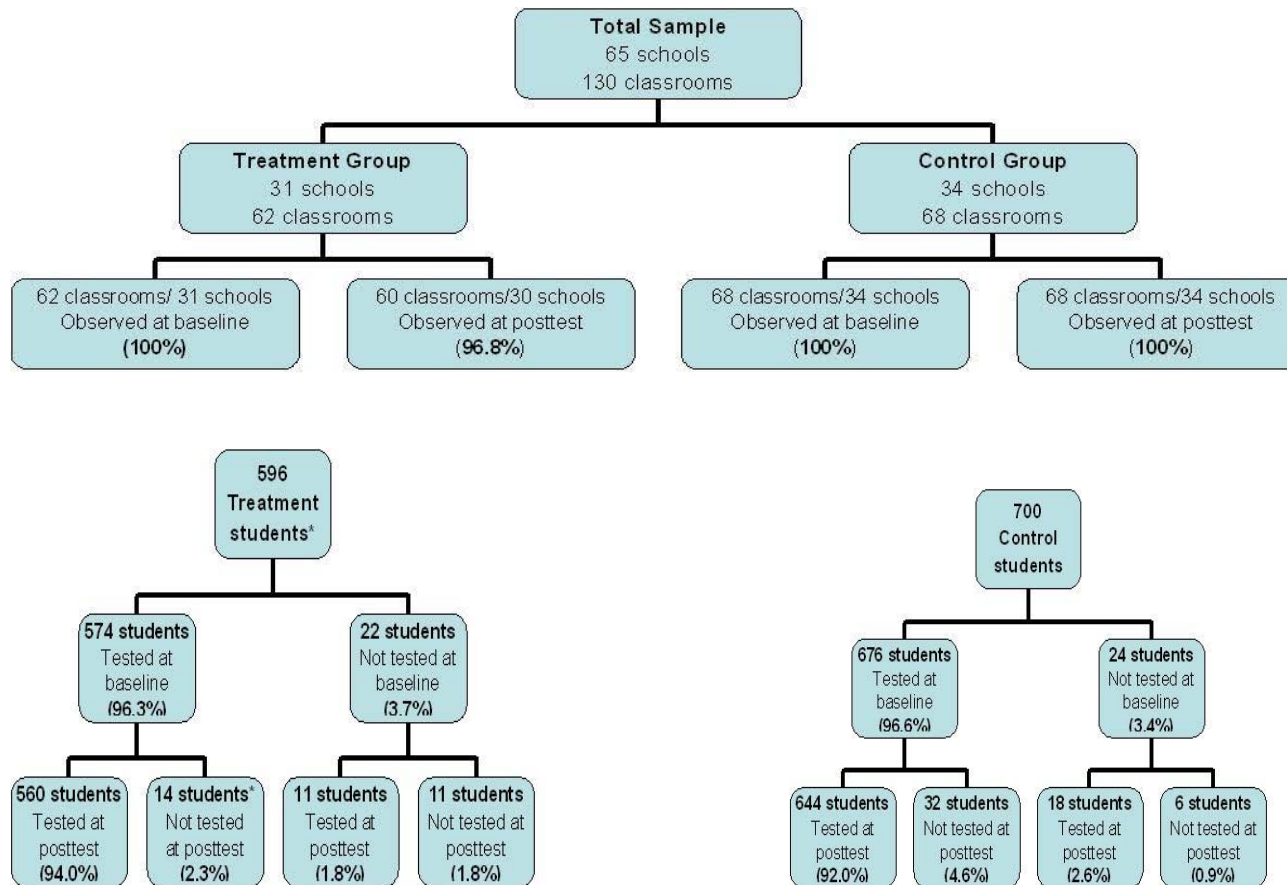 Total Sample
65 schools
130 classrooms
Treatment Group
31 schools
62 classrooms
Control Group
34 schools
68 classrooms
62 classrooms/ 31 schools
Observed at baseline
(100%)
60 classrooms/30 schools
Observed at posttest
(96.8%)
68 classrooms/34 schools
Observed at baseline
(100%)
68 classrooms/34 schools
Observed at posttest
(100%)
596
Treatment
students*
574 students
Tested at
baseline
(96.3%)
22 students
Not tested at
baseline
(3.7%)
560 students
Tested at
posttest
(94.0%)
14 students*
Not tested
at posttest
(2.3%)
11 students
Tested at
posttest
(1.8%)
11 students
Not tested at
posttest
(1.8%)
700
Control
students
676 students
Tested at
baseline
(96.6%)
24 students
Not tested at
baseline
(3.4%)
644 students
Tested at
posttest
(92.0%)
32 students
Not tested at
posttest
(4.6%)
18 students
Tested at
posttest
(2.6%)
6 students
Not tested at
posttest
(0.9%)